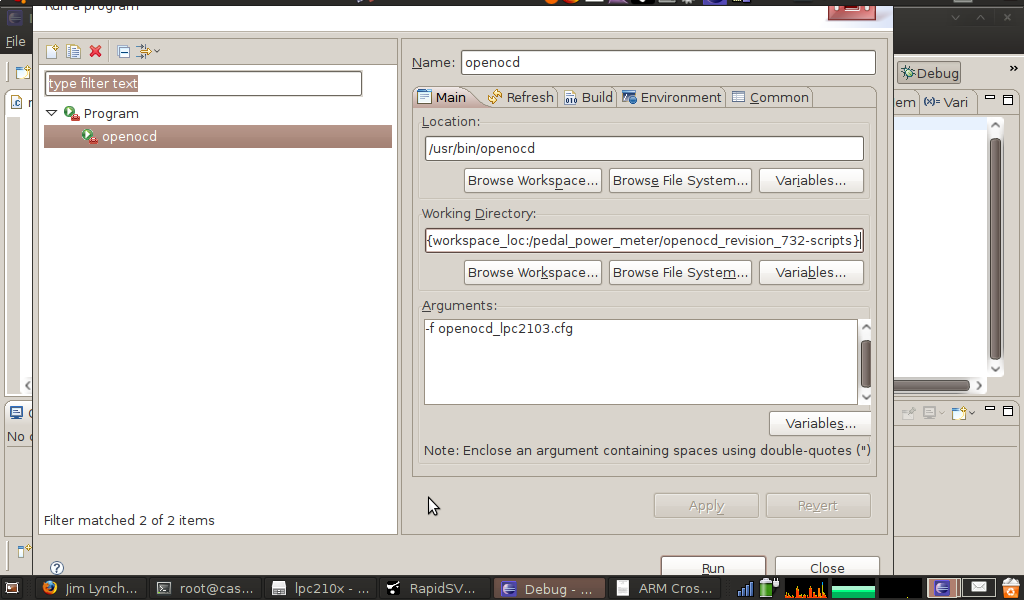 Run a program
File
type filter text
Program
openocd
Filter matched 2 of 2 items
Name: openocd
Main
Refresh
Build
Environment
Common
Location:
/usr/bin/openocd
Browse Workspace...
Browse File System...
Variables...
Working Directory:
{workspace_loc:/pedal_power_meter/openocd_revision_732-scripts}
Browse Workspace...
Browse File System...
Variables...
Arguments:
-f openocd_lpc2103.cfg
Variables...
Note: Enclose an argument containing spaces using double-quotes (")
Apply
Revert
Run
Close
Debug
»
em
(x)= Vari
No
Jim Lynch...
root@cas...
lpc210x - ...
RapidSV...
Debug - ...
ARM Cros...